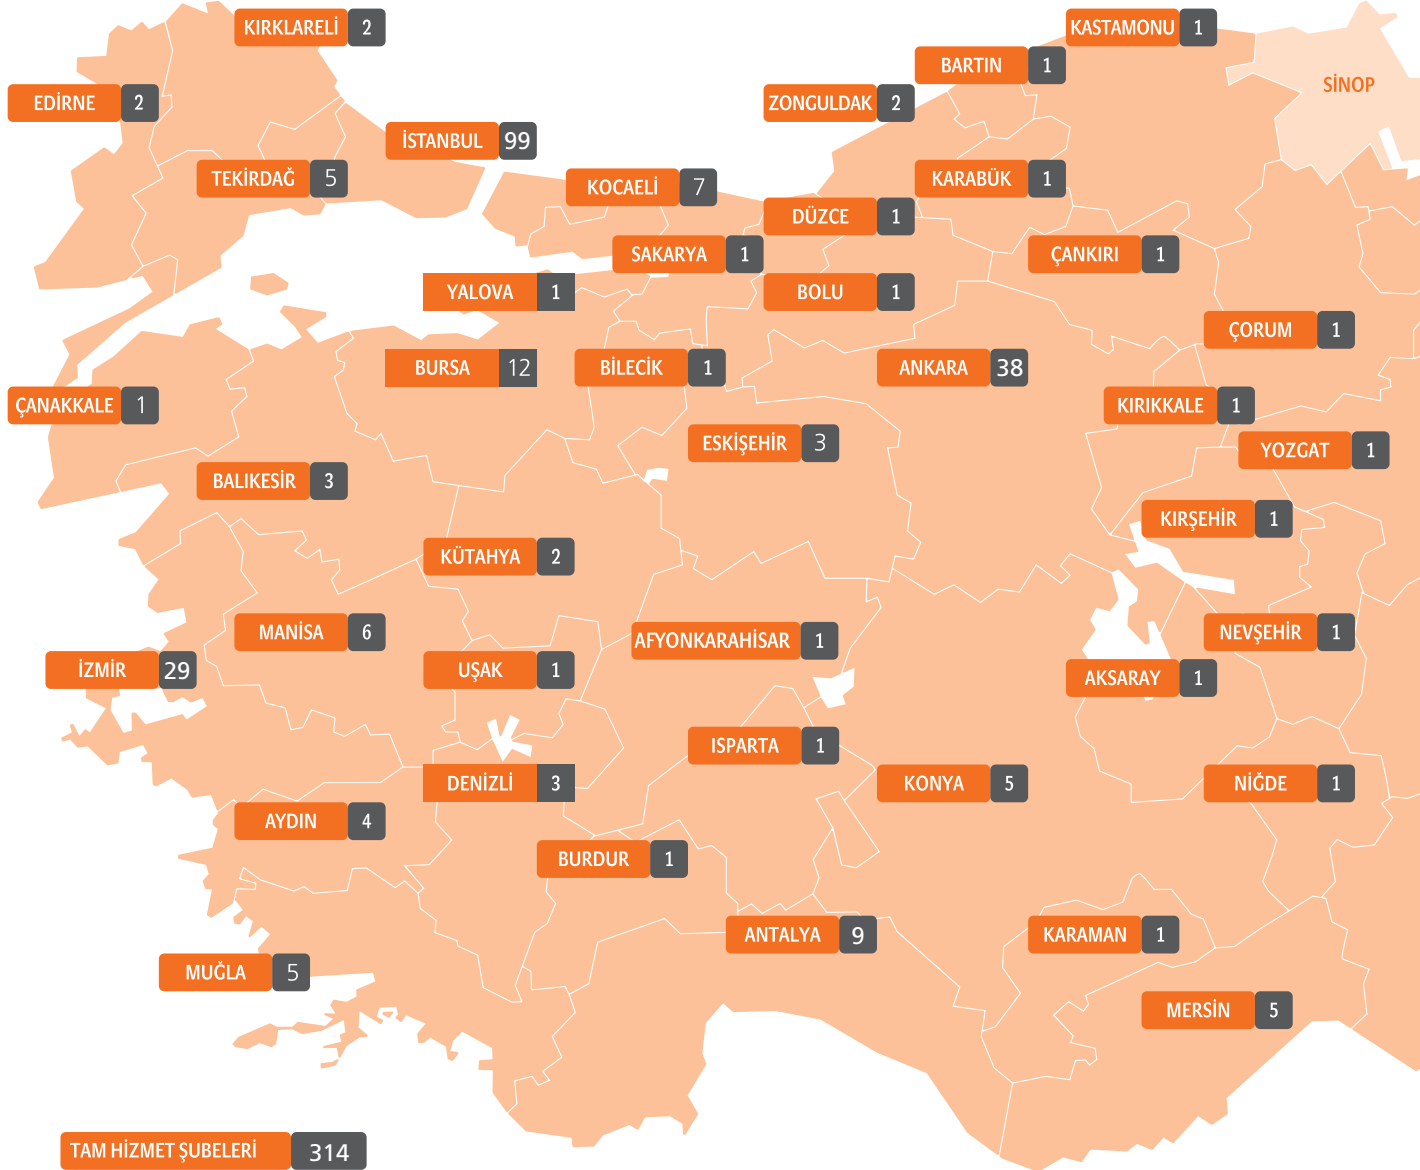 KIRKLARELİ 2
KASTAMONU 1
BARTIN 1
SİNOP
EDİRNE 2
ZONGULDAK 2
İSTANBUL 99
TEKİRDAĞ 5
KOCAELİ 7
KARABÜK 1
DÜZCE 1
SAKARYA 1
ÇANKIRI 1
YALOVA 1
BOLU 1
ÇORUM 1
BURSA 12
BİLECİK 1
ANKARA 38
ÇANAKKALE 1
KIRIKKALE 1
ESKİŞEHİR 3
YOZGAT 1
BALIKESİR 3
KIRŞEHİR 1
KÜTAHYA 2
MANİSA 6
AFYONKARAHİSAR 1
NEVŞEHİR 1
İZMİR 29
UŞAK 1
AKSARAY 1
ISPARTA 1
DENİZLİ 3
KONYA 5
NİĞDE 1
AYDIN 4
BURDUR 1
ANTALYA 9
KARAMAN 1
MUĞLA 5
MERSİN 5
TAM HİZMET ŞUBELERİ 314